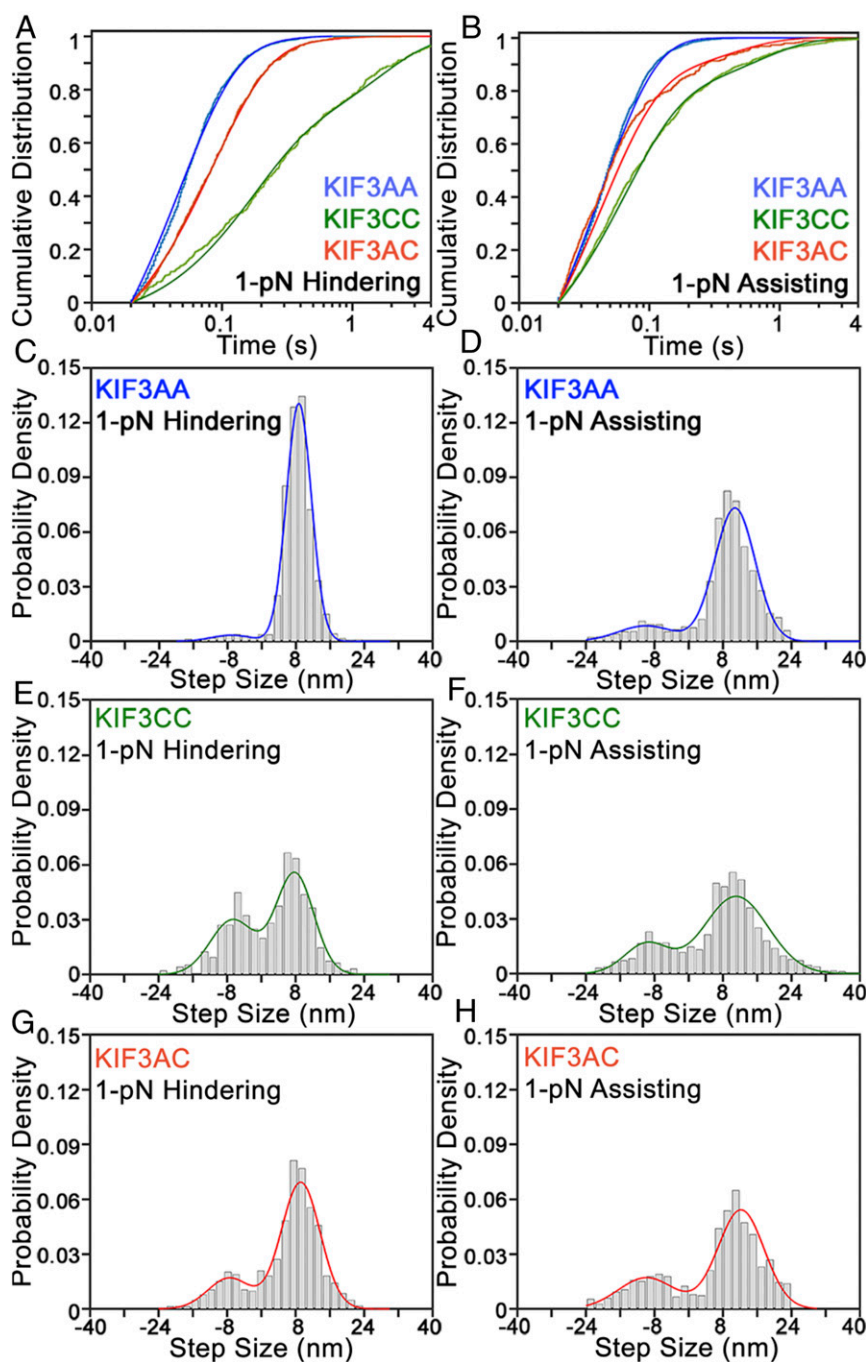 A
Cumulative Distribution
1
0.8
0.6
0.4
0.2
0
KIF3AA
KIF3CC
KIF3AC
1-pN Hindering
0.01
0.1
1
4
Time (s)
B
Cumulative Distribution
1
0.8
0.6
0.4
0.2
0
KIF3AA
KIF3CC
KIF3AC
1-pN Assisting
0.01
0.1
1
4
Time (s)
C
Probability Density
0.15
0.12
0.09
0.06
0.03
0
KIF3AA
1-pN Hindering
-40
-24
-8
8
24
40
Step Size (nm)
D
Probability Density
0.15
0.12
0.09
0.06
0.03
0
KIF3AA
1-pN Assisting
-40
-24
-8
8
24
40
Step Size (nm)
E
Probability Density
0.15
0.12
0.09
0.06
0.03
0
KIF3CC
1-pN Hindering
-40
-24
-8
8
24
40
Step Size (nm)
F
Probability Density
0.15
0.12
0.09
0.06
0.03
0
KIF3CC
1-pN Assisting
-40
-24
-8
8
24
40
Step Size (nm)
G
Probability Density
0.15
0.12
0.09
0.06
0.03
0
KIF3AC
1-pN Hindering
-40
-24
-8
8
24
40
Step Size (nm)
H
Probability Density
0.15
0.12
0.09
0.06
0.03
0
KIF3AC
1-pN Assisting
-40
-24
-8
8
24
40
Step Size (nm)